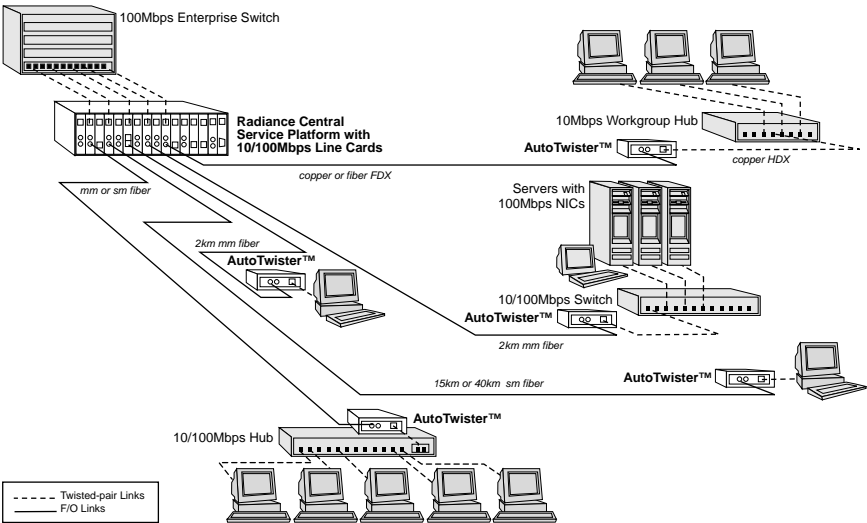 100Mbps Enterprise Switch
Radiance Central
Service Platform with
10/100Mbps Line Cards
10Mbps Workgroup Hub
AutoTwister™
copper HDX
copper or fiber FDX
mm or sm fiber
Servers with
100Mbps NICs
2km mm fiber
AutoTwister™
10/100Mbps Switch
AutoTwister™
2km mm fiber
15km or 40km sm fiber
AutoTwister™
AutoTwister™
10/100Mbps Hub
Twisted-pair Links
F/O Links